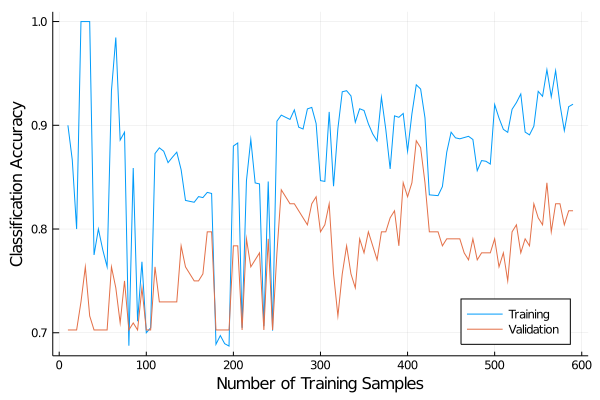 1.0
0.9
0.8
0.7
Classification Accuracy
0
100
200
300
400
500
600
Number of Training Samples
Training
Validation